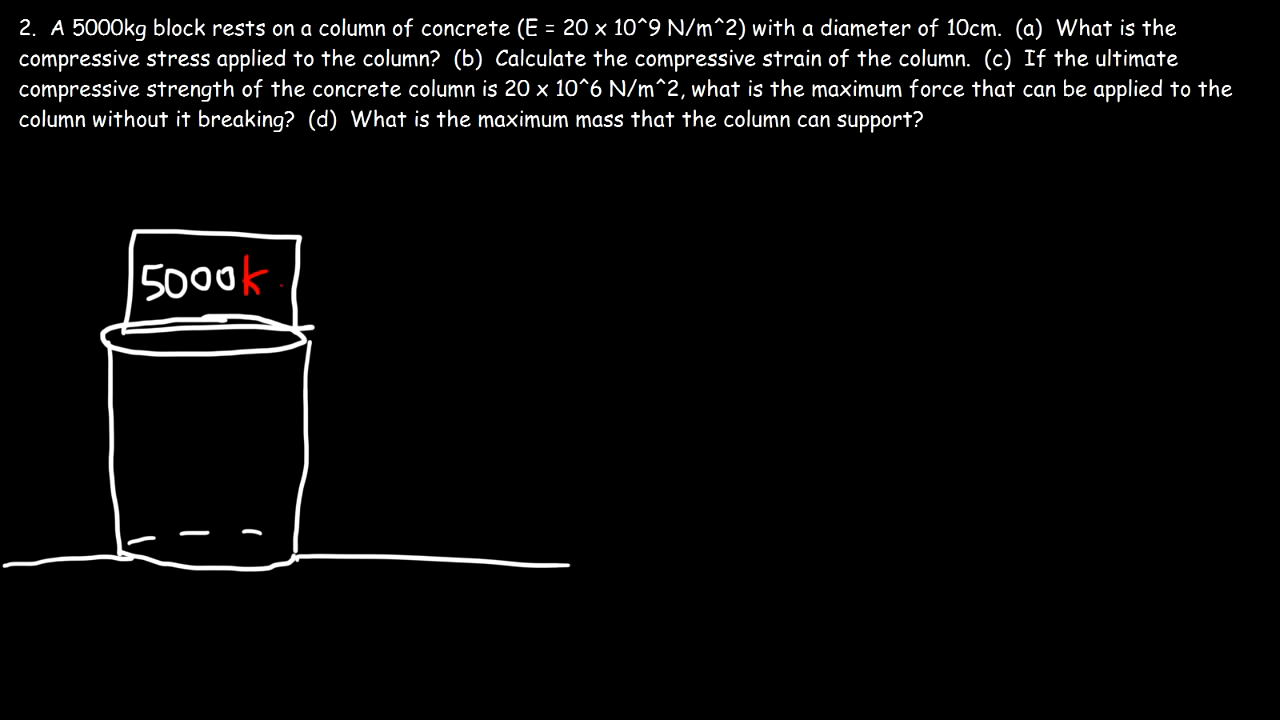 2.  A 5000kg block rests on a column of concrete (E = 20 x 10^9 N/m^2) with a diameter of 10cm.  (a)  What is the
compressive stress applied to the column?  (b)  Calculate the compressive strain of the column.  (c)  If the ultimate
compressive strength of the concrete column is 20 x 10^6 N/m^2, what is the maximum force that can be applied to the
column without it breaking?  (d)  What is the maximum mass that the column can support?
5000k